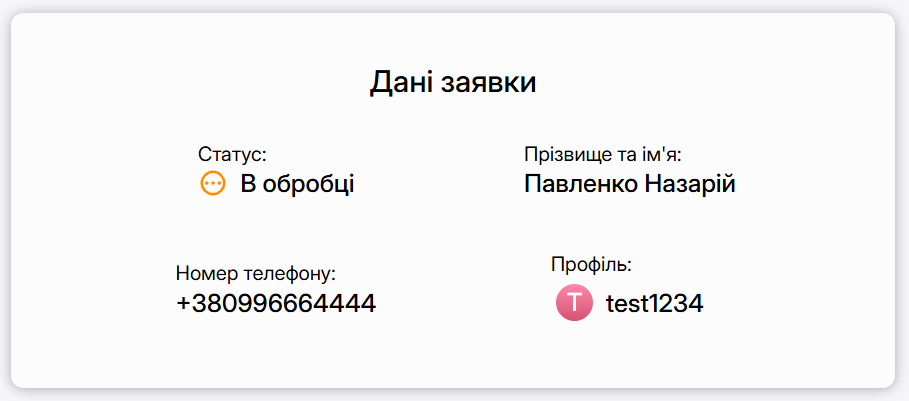 Дані заявки
Статус:
В обробці
Прізвище та ім'я:
Павленко Назарій
Номер телефону:
+380996664444
Профіль:
T
test1234